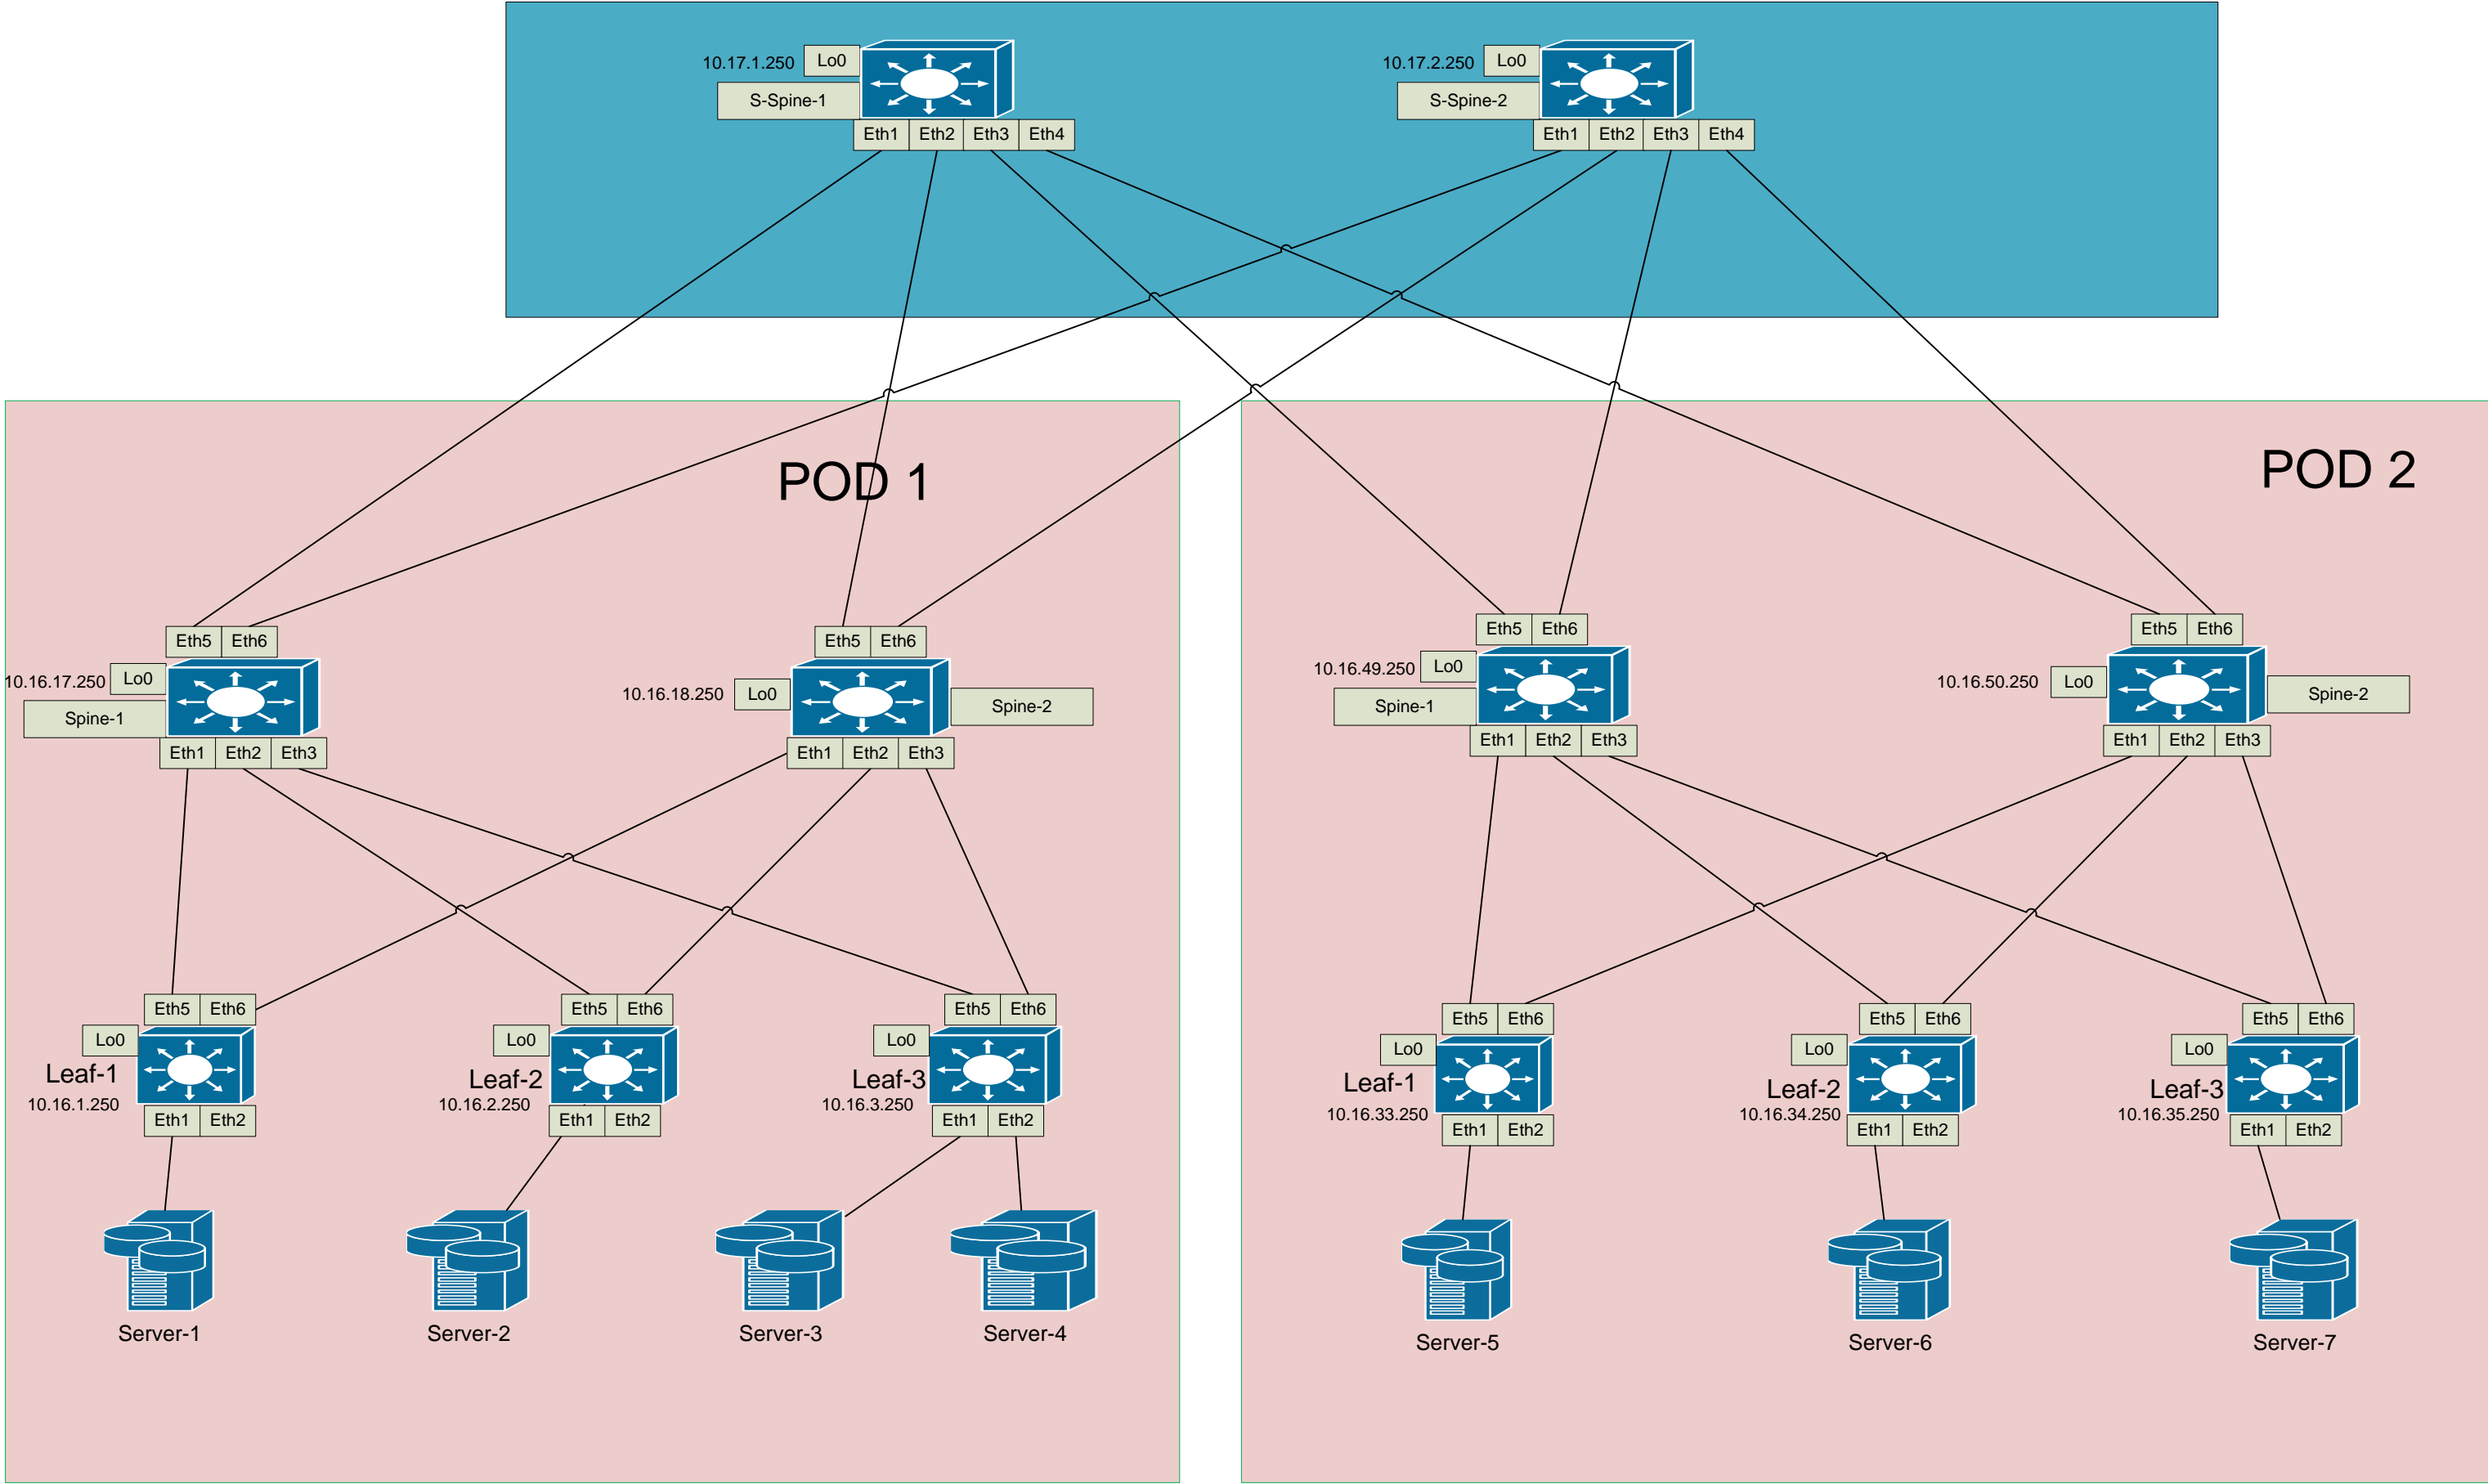 10.17.1.250 Lo0
S-Spine-1
Eth1 Eth2 Eth3 Eth4
10.17.2.250 Lo0
S-Spine-2
Eth1 Eth2 Eth3 Eth4
POD 1
Eth5 Eth6
10.16.17.250 Lo0
Spine-1
Eth1 Eth2 Eth3
Eth5 Eth6
10.16.18.250 Lo0
Spine-2
Eth1 Eth2 Eth3
Eth5 Eth6
Lo0
Leaf-1
10.16.1.250
Eth1 Eth2
Eth5 Eth6
Lo0
Leaf-2
10.16.2.250
Eth1 Eth2
Eth5 Eth6
Lo0
Leaf-3
10.16.3.250
Eth1 Eth2
Server-1
Server-2
Server-3
Server-4
POD 2
Eth5 Eth6
10.16.49.250 Lo0
Spine-1
Eth1 Eth2 Eth3
Eth5 Eth6
10.16.50.250 Lo0
Spine-2
Eth1 Eth2 Eth3
Eth5 Eth6
Lo0
Leaf-1
10.16.33.250
Eth1 Eth2
Eth5 Eth6
Lo0
Leaf-2
10.16.34.250
Eth1 Eth2
Eth5 Eth6
Lo0
Leaf-3
10.16.35.250
Eth1 Eth2
Server-5
Server-6
Server-7